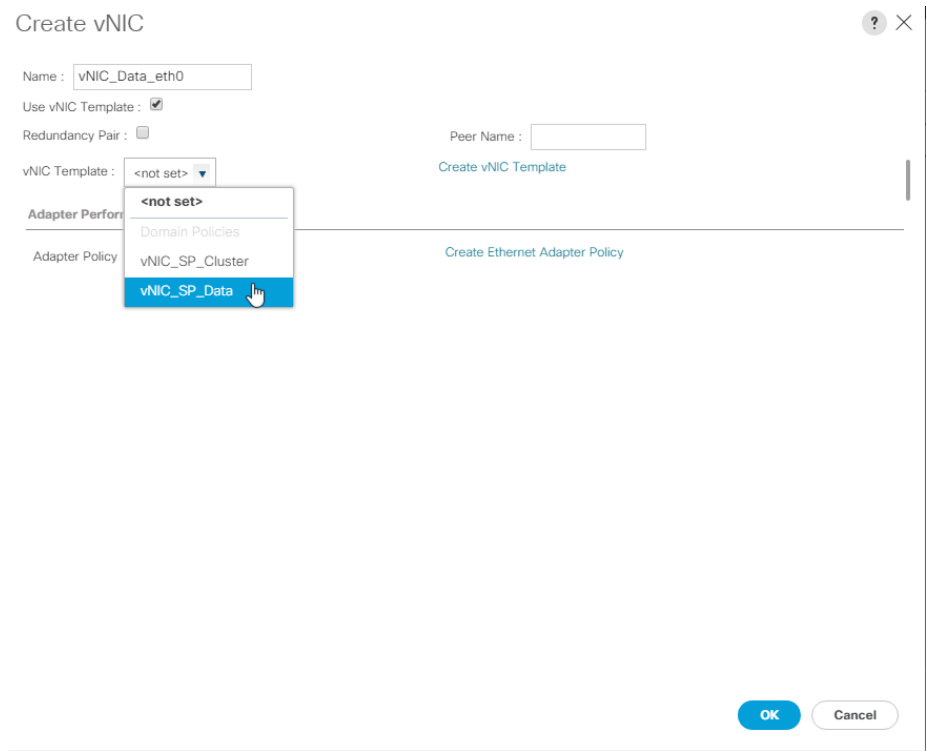 Create vNIC ?
Name : vNIC_Data_eth0
Use vNIC Template :
Redundancy Pair : Peer Name :
vNIC Template : <not set> Create vNIC Template
<not set>
Adapter Perfor
Domain Policies
Adapter Policy Create Ethernet Adapter Policy
vNIC_SP_Cluster
vNIC_SP_Data
OK Cancel